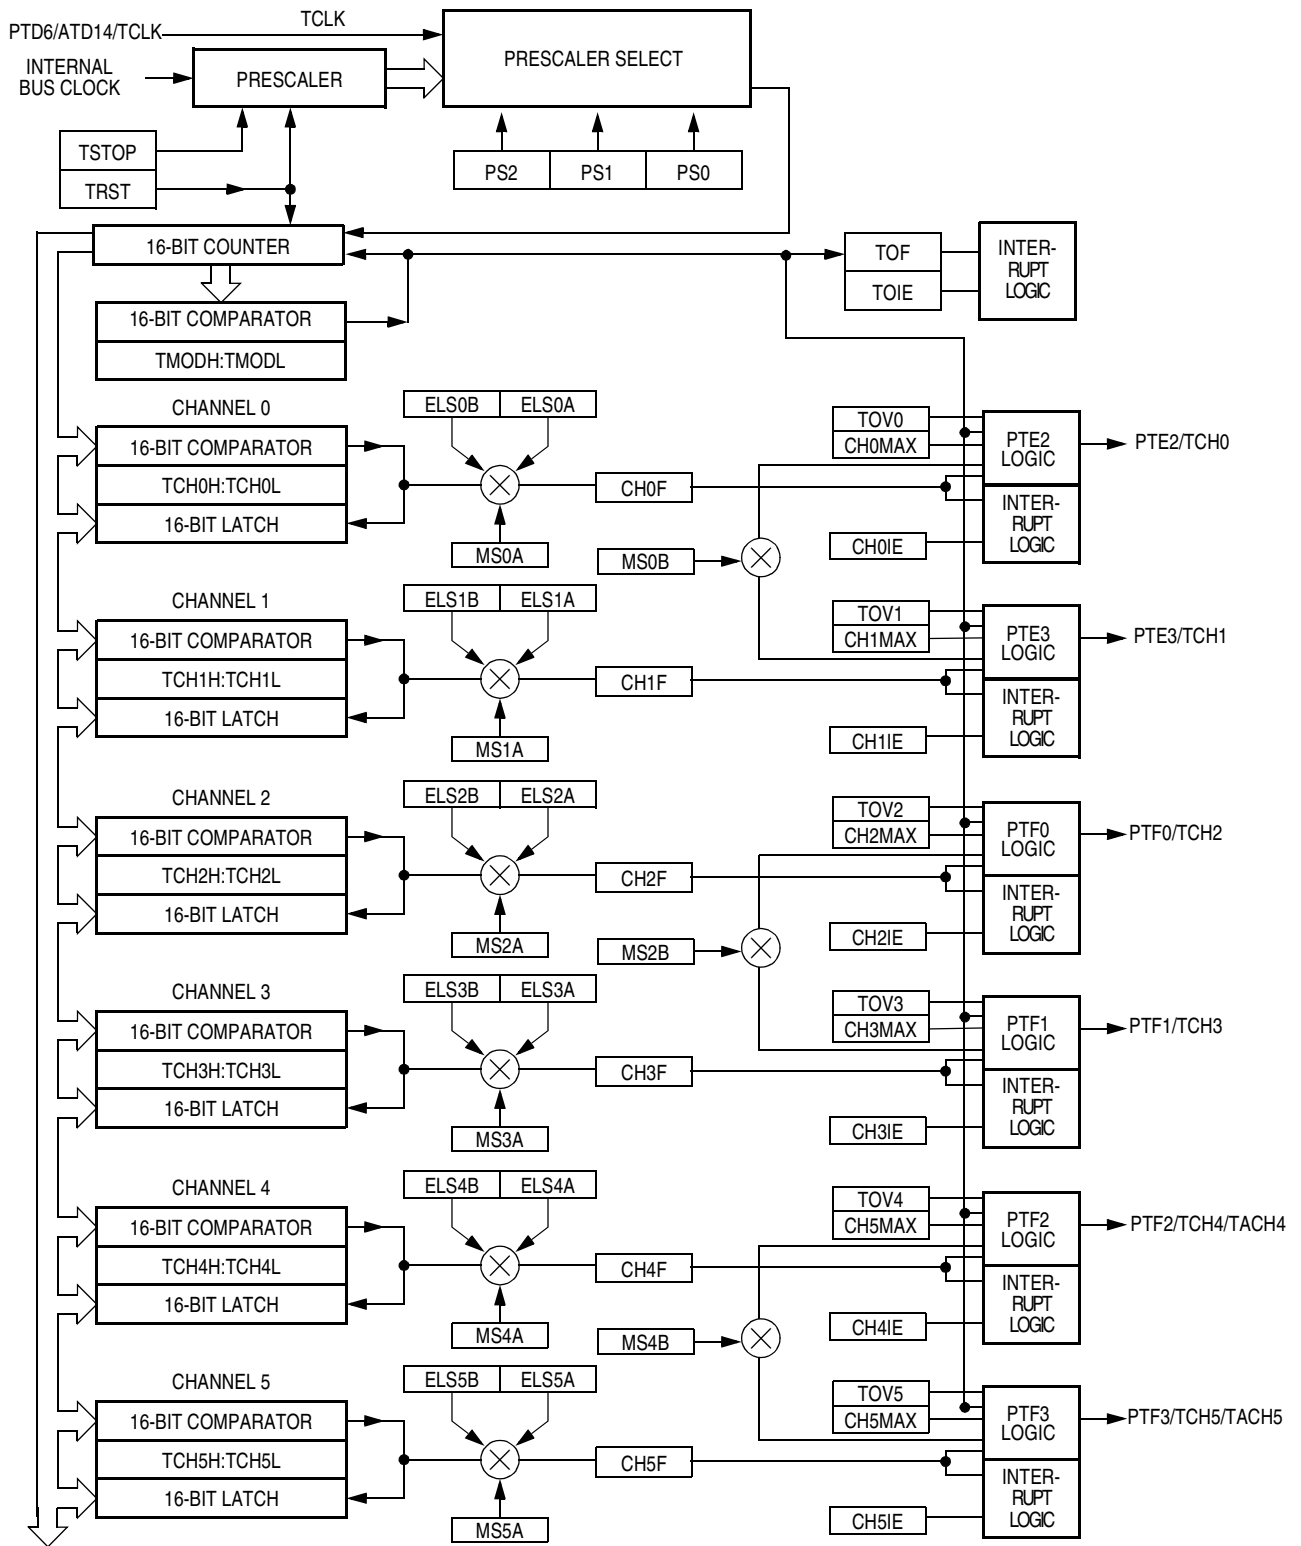 TCLK
PTD6/ATD14/TCLK
PRESCALER SELECT
INTERNAL
BUS CLOCK
PRESCALER
TSTOP
TRST
PS2
PS1
PS0
16-BIT COUNTER
TOF
TOIE
INTER-
RUPT
LOGIC
16-BIT COMPARATOR
TMODH:TMODL
CHANNEL 0
ELS0B
ELS0A
TOV0
CH0MAX
PTE2
LOGIC
PTE2/TCH0
16-BIT COMPARATOR
TCH0H:TCH0L
16-BIT LATCH
CH0F
INTER-
RUPT
LOGIC
MS0A
MS0B
CH0IE
CHANNEL 1
ELS1B
ELS1A
TOV1
CH1MAX
PTE3
LOGIC
PTE3/TCH1
16-BIT COMPARATOR
TCH1H:TCH1L
16-BIT LATCH
CH1F
INTER-
RUPT
LOGIC
MS1A
CH1IE
CHANNEL 2
ELS2B
ELS2A
TOV2
CH2MAX
PTF0
LOGIC
PTF0/TCH2
16-BIT COMPARATOR
TCH2H:TCH2L
16-BIT LATCH
CH2F
INTER-
RUPT
LOGIC
MS2A
MS2B
CH2IE
CHANNEL 3
ELS3B
ELS3A
TOV3
CH3MAX
PTF1
LOGIC
PTF1/TCH3
16-BIT COMPARATOR
TCH3H:TCH3L
16-BIT LATCH
CH3F
INTER-
RUPT
LOGIC
MS3A
CH3IE
CHANNEL 4
ELS4B
ELS4A
TOV4
CH5MAX
PTF2
LOGIC
PTF2/TCH4/TACH4
16-BIT COMPARATOR
TCH4H:TCH4L
16-BIT LATCH
CH4F
INTER-
RUPT
LOGIC
MS4A
MS4B
CH4IE
CHANNEL 5
ELS5B
ELS5A
TOV5
CH5MAX
PTF3
LOGIC
PTF3/TCH5/TACH5
16-BIT COMPARATOR
TCH5H:TCH5L
16-BIT LATCH
CH5F
INTER-
RUPT
LOGIC
MS5A
CH5IE